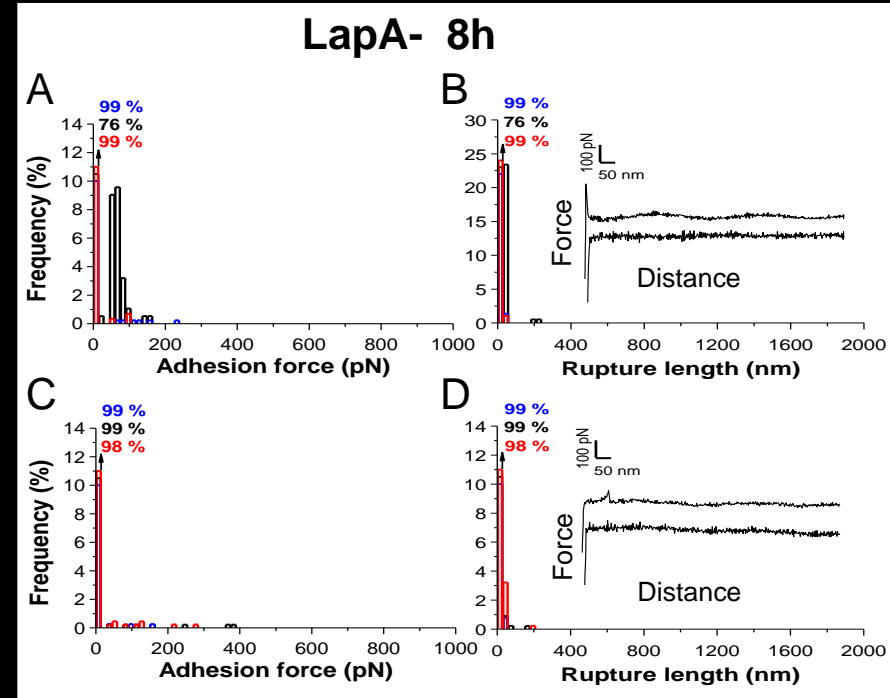 LapA- 8h
A
99 %
76 %
99 %
14
12
10
8
6
4
2
0
Frequency (%)
0 200 400 600 800 1000
Adhesion force (pN)
B
99 %
76 %
99 %
30
25
20
15
10
5
0
100 pN
50 nm
Force
Distance
0 400 800 1200 1600 2000
Rupture length (nm)
C
99 %
99 %
98 %
14
12
10
8
6
4
2
0
Frequency (%)
0 200 400 600 800 1000
Adhesion force (pN)
D
99 %
99 %
98 %
14
12
10
8
6
4
2
0
100 pN
50 nm
Force
Distance
0 400 800 1200 1600 2000
Rupture length (nm)